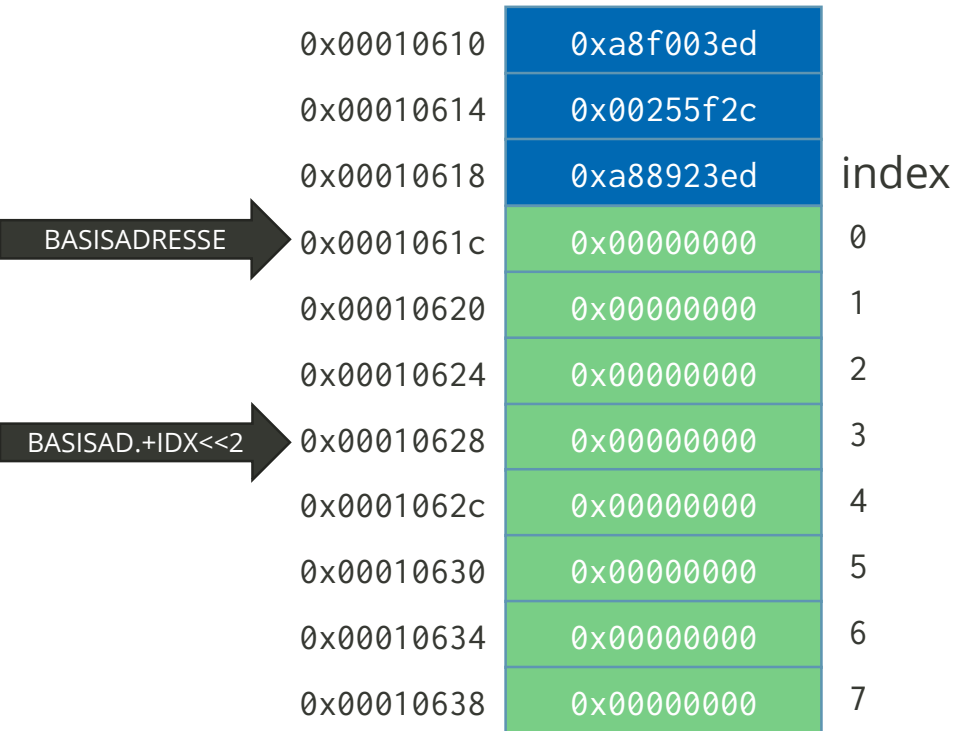 0x00010610 0xa8f003ed
0x00010614 0x00255f2c
0x00010618 0xa88923ed index
BASISADRESSE 0x0001061c 0x00000000 0
0x00010620 0x00000000 1
0x00010624 0x00000000 2
BASISAD.+IDX<<2 0x00010628 0x00000000 3
0x0001062c 0x00000000 4
0x00010630 0x00000000 5
0x00010634 0x00000000 6
0x00010638 0x00000000 7